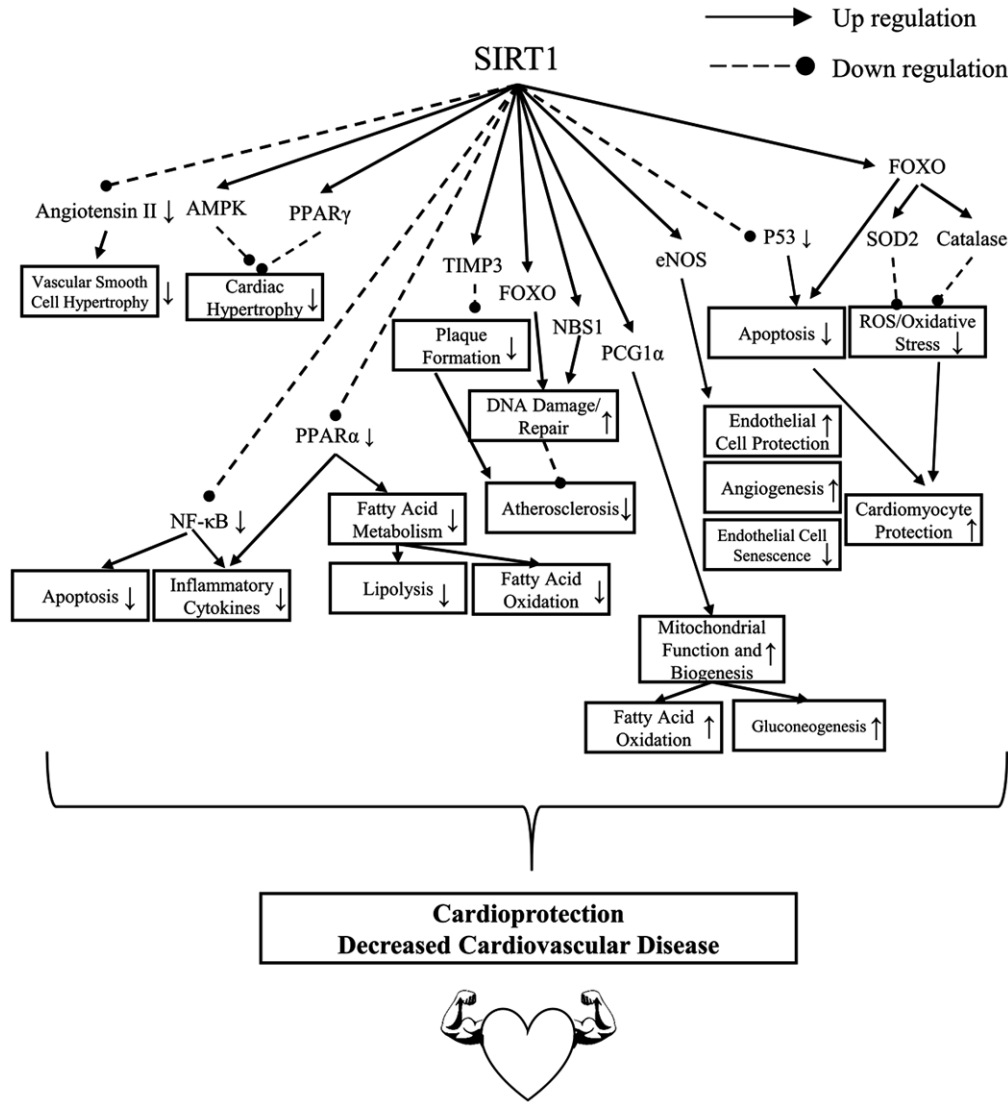 Up regulation
SIRT1
Down regulation
FOXO
Angiotensin II ↓
AMPK
PPARγ
P53 ↓
SOD2
Catalase
eNOS
TIMP3
FOXO
NBS1
PCG1α
Vascular Smooth
Cell Hypertrophy ↓
Cardiac
Hypertrophy ↓
Plaque
Formation ↓
Apoptosis ↓
ROS/Oxidative
Stress ↓
DNA Damage/
Repair ↑
Endothelial
Cell Protection ↑
PPARα ↓
Angiogenesis ↑
Fatty Acid
Metabolism ↓
Atherosclerosis ↓
Cardiomyocyte
Protection ↑
NF-κB ↓
Endothelial Cell
Senescence ↓
Apoptosis ↓
Inflammatory
Cytokines ↓
Lipolysis ↓
Fatty Acid
Oxidation ↓
Mitochondrial
Function and
Biogenesis ↑
Fatty Acid
Oxidation ↑
Gluconeogenesis ↑
Cardioprotection
Decreased Cardiovascular Disease